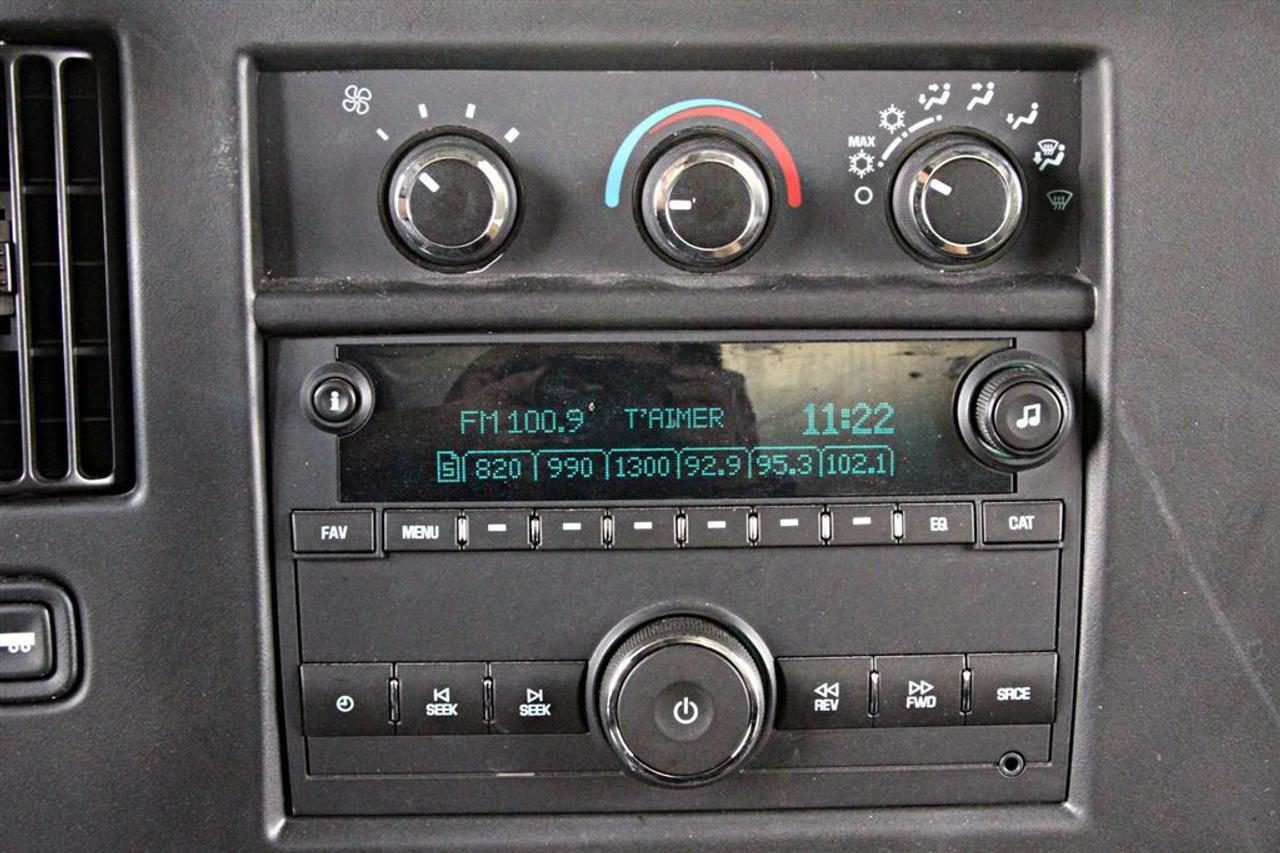 MAX
i
FM 100.9 T'AIMER 11:22
5 820 990 1300 92.9 95.3 102.1
FAV MENU EQ CAT
SEEK SEEK REV FWD SRCE